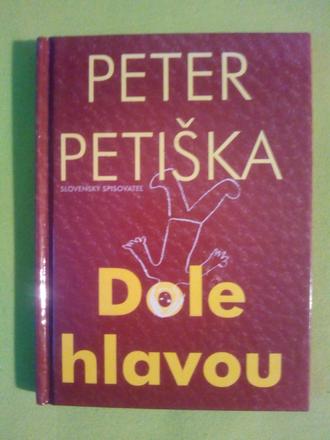 PETER
PETIŠKA
SLOVENSKÝ SPISOVATEĽ
Dole
hlavou